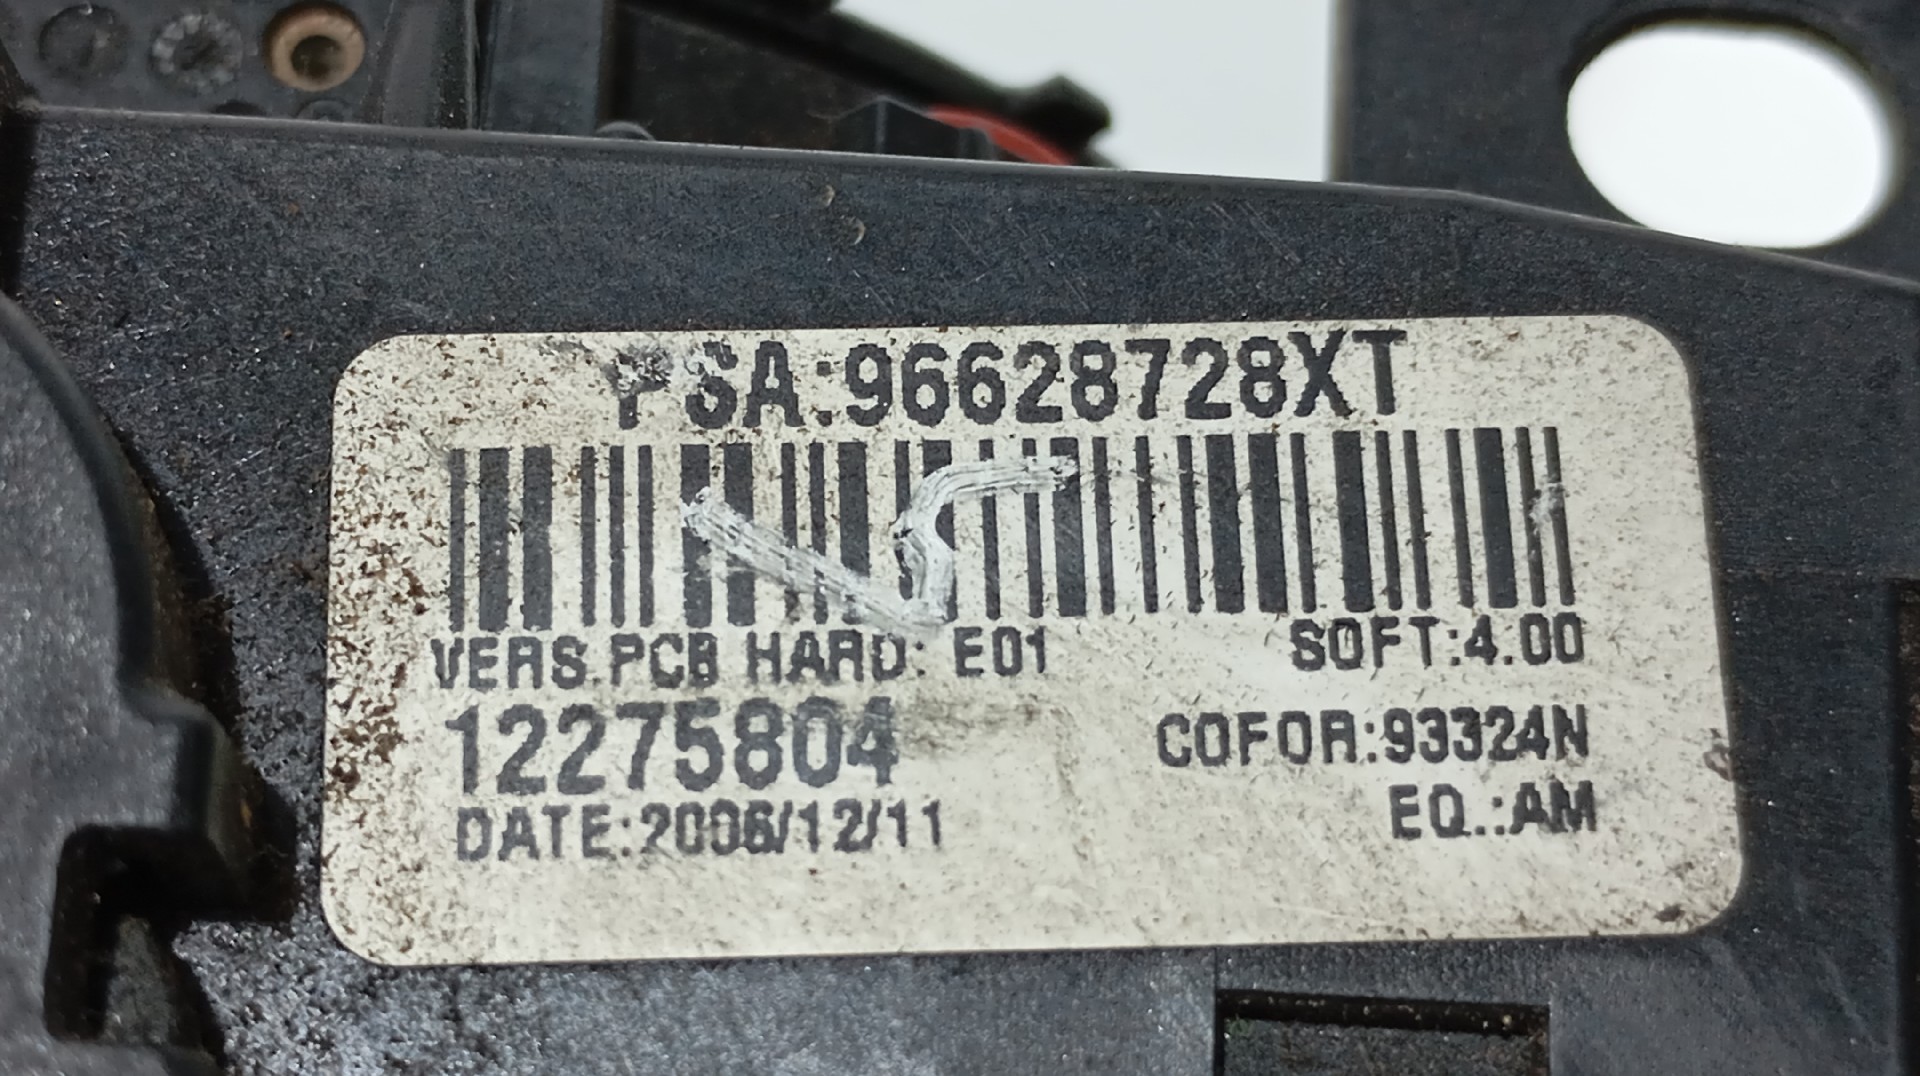 PSA:96628728XT
VERS.PCB HARD: E01 SOFT:4.00
12275804 COFOR:93324N
DATE:2006/12/11 EQ.:AM